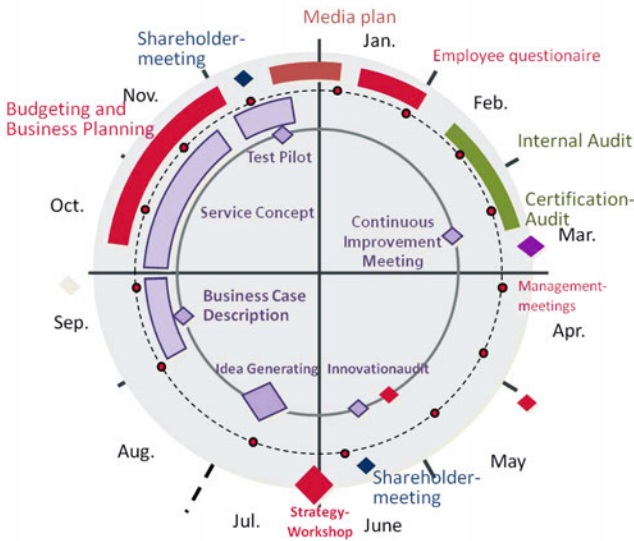 Media plan
Shareholder-
meeting
Jan.
Employee questionaire
Nov.
Feb.
Budgeting and
Business Planning
Internal Audit
Test Pilot
Certification-
Audit
Oct.
Service Concept
Continuous
Improvement
Meeting
Mar.
Management-
meetings
Business Case
Description
Sep.
Apr.
Idea Generating
Innovationaudit
Aug.
May
Shareholder-
meeting
Jul.
Strategy-
Workshop
June